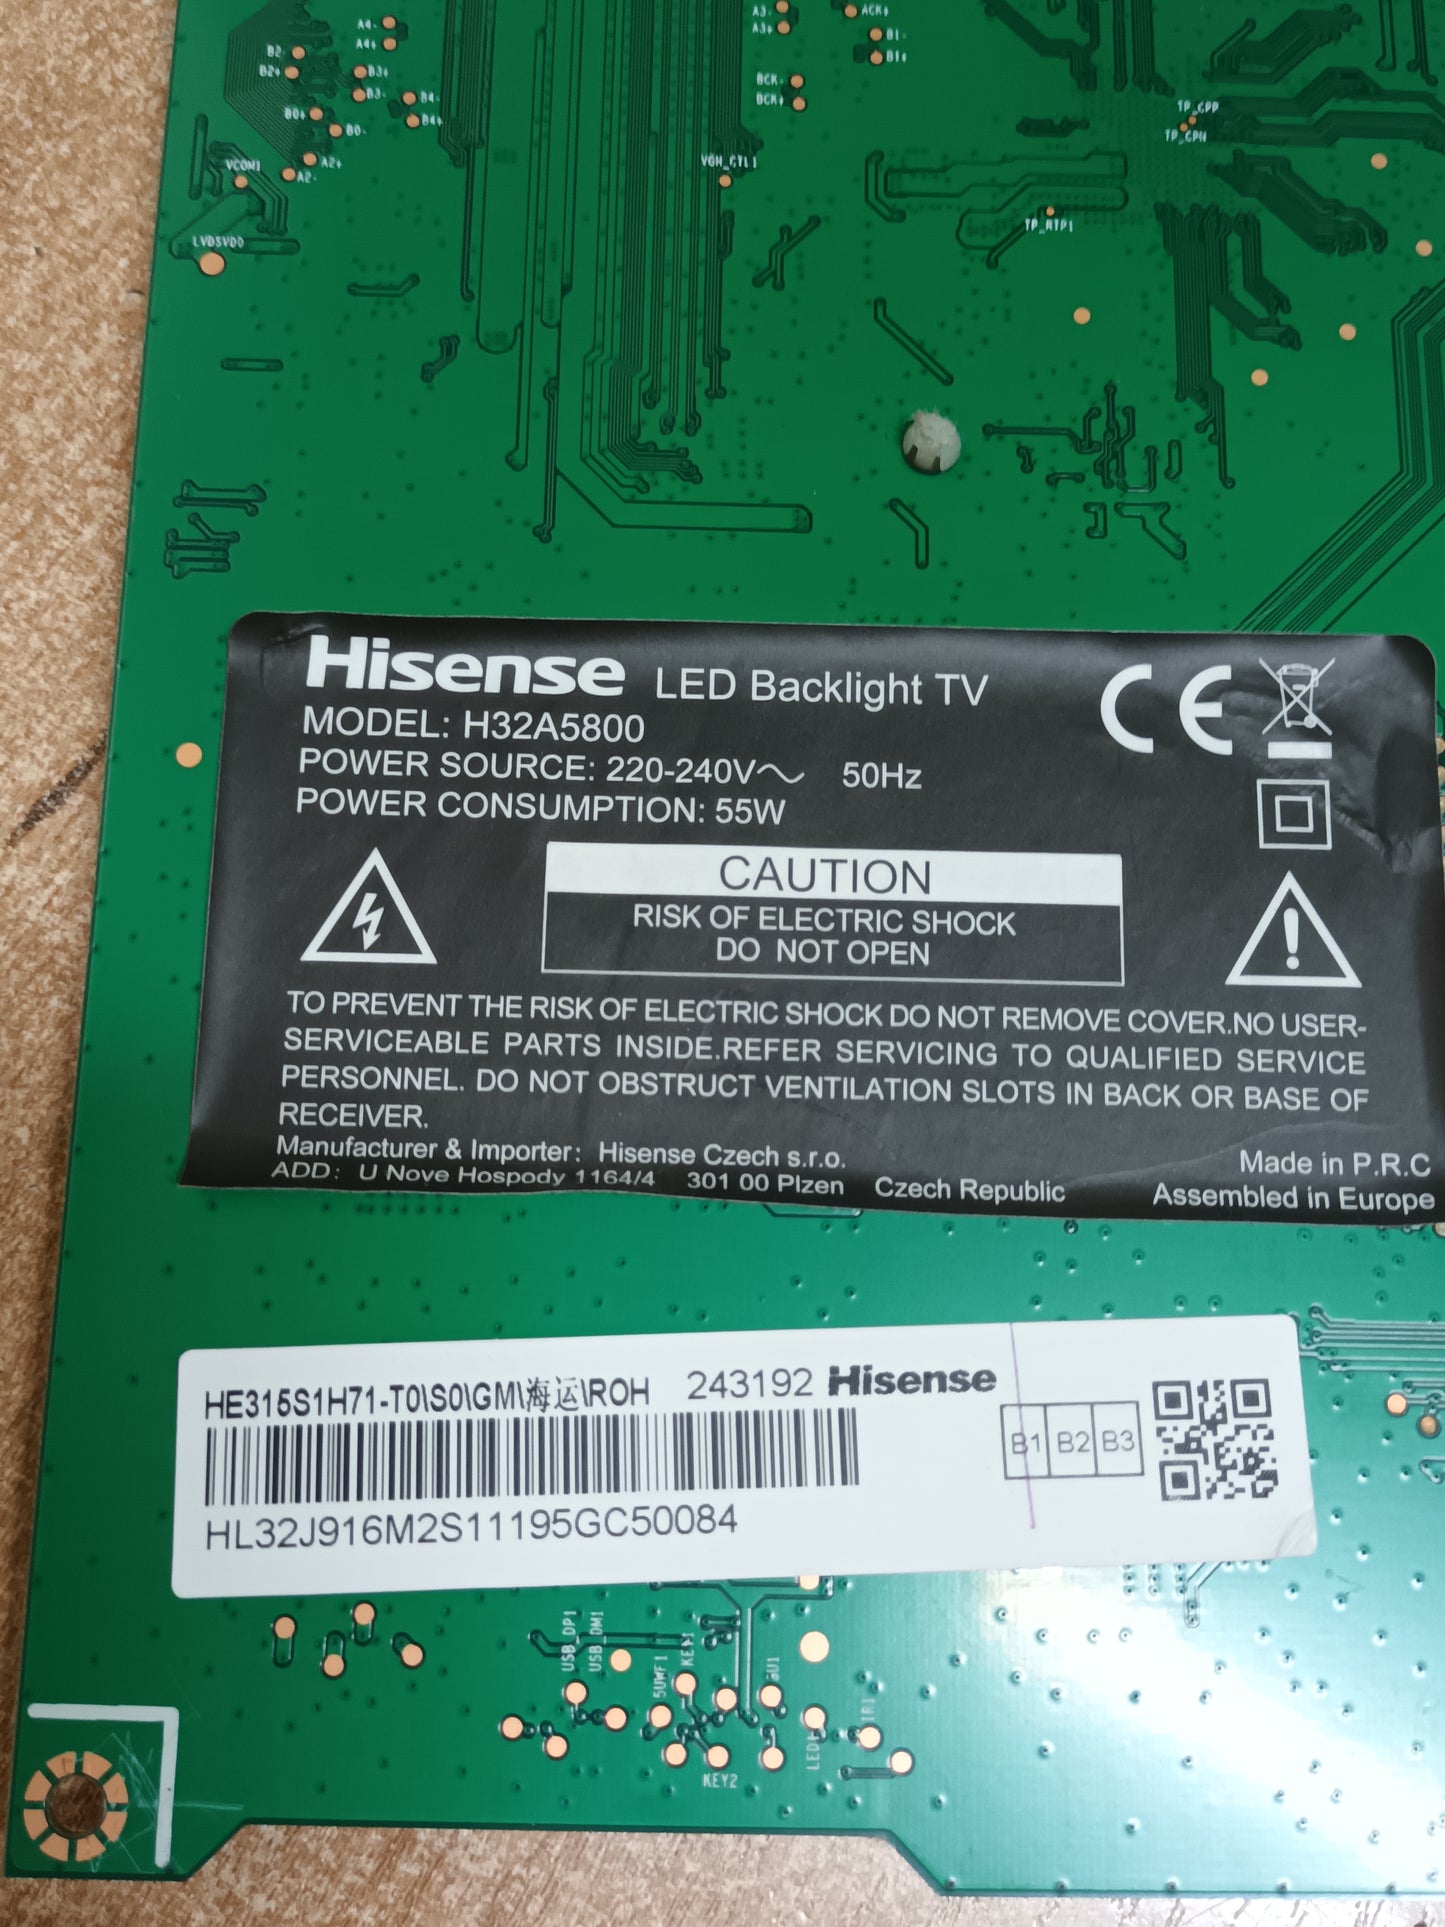 A4-
A4+
B2-
B2+
B3+
B3-
B4-
B4+
B0+
B0-
A2+
A2-
VCOM1
LVDSVDD
A3-
A3+
ACK+
B1-
B1+
BCK-
BCK+
VGH_CTL1
TP_GPP
TP_GPN
TP_RTP1
Hisense LED Backlight TV
MODEL: H32A5800
POWER SOURCE: 220-240V～ 50Hz
POWER CONSUMPTION: 55W
CE
CAUTION
RISK OF ELECTRIC SHOCK
DO NOT OPEN
TO PREVENT THE RISK OF ELECTRIC SHOCK DO NOT REMOVE COVER.NO USER-
SERVICEABLE PARTS INSIDE.REFER SERVICING TO QUALIFIED SERVICE
PERSONNEL. DO NOT OBSTRUCT VENTILATION SLOTS IN BACK OR BASE OF
RECEIVER.
Manufacturer & Importer: Hisense Czech s.r.o.
ADD: U Nove Hospody 1164/4 301 00 Plzen Czech Republic
Made in P.R.C
Assembled in Europe
HE315S1H71-T0\S0\GM\海运\ROH 243192 Hisense
B1 B2 B3
HL32J916M2S11195GC50084
USB_DP1
USB_DM1
KEY1
KEY2
IR1